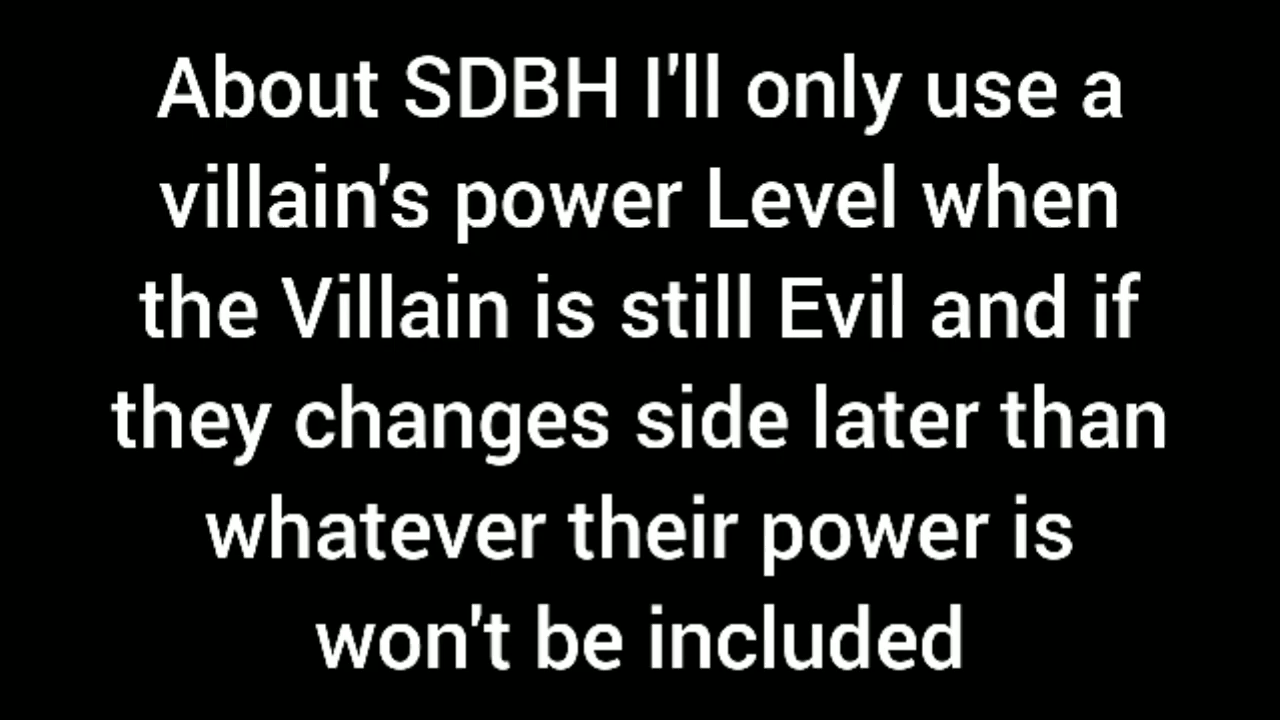 About SDBH I'll only use a
villain's power Level when
the Villain is still Evil and if
they changes side later than
whatever their power is
won't be included